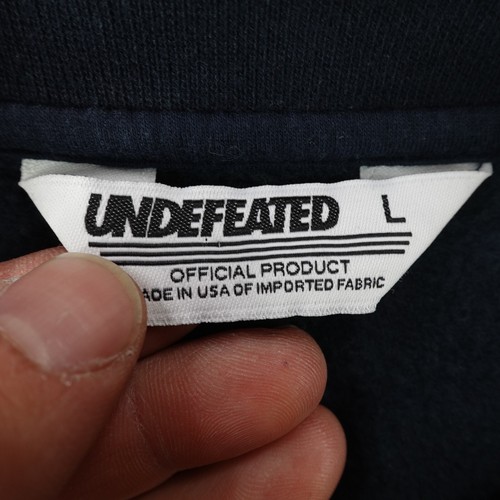 UNDEFEATED L
OFFICIAL PRODUCT
ADE IN USA OF IMPORTED FABRIC